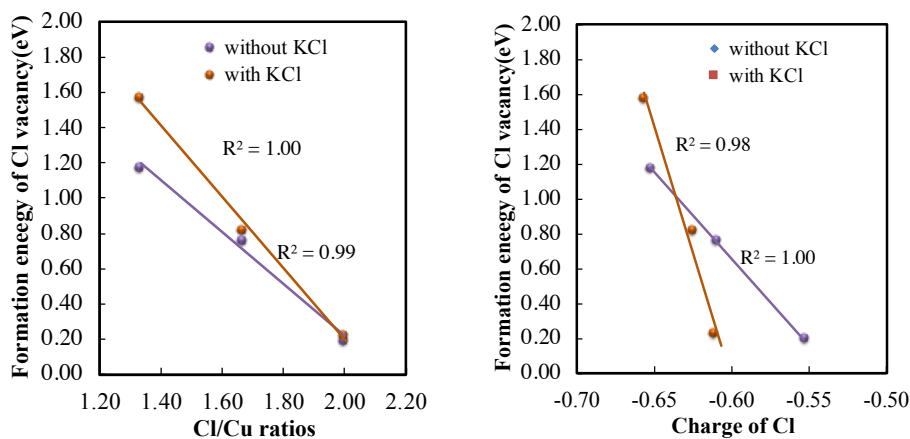 Formation eneegy of Cl vacancy(eV)
2.00
1.80
1.60
1.40
1.20
1.00
0.80
0.60
0.40
0.20
0.00
without KCl
with KCl
R² = 1.00
R² = 0.99
1.20 1.40 1.60 1.80 2.00 2.20
Cl/Cu ratios
Formation eneegy of Cl vacancy(eV)
2.00
1.80
1.60
1.40
1.20
1.00
0.80
0.60
0.40
0.20
0.00
without KCl
with KCl
R² = 0.98
R² = 1.00
-0.70 -0.65 -0.60 -0.55 -0.50
Charge of Cl